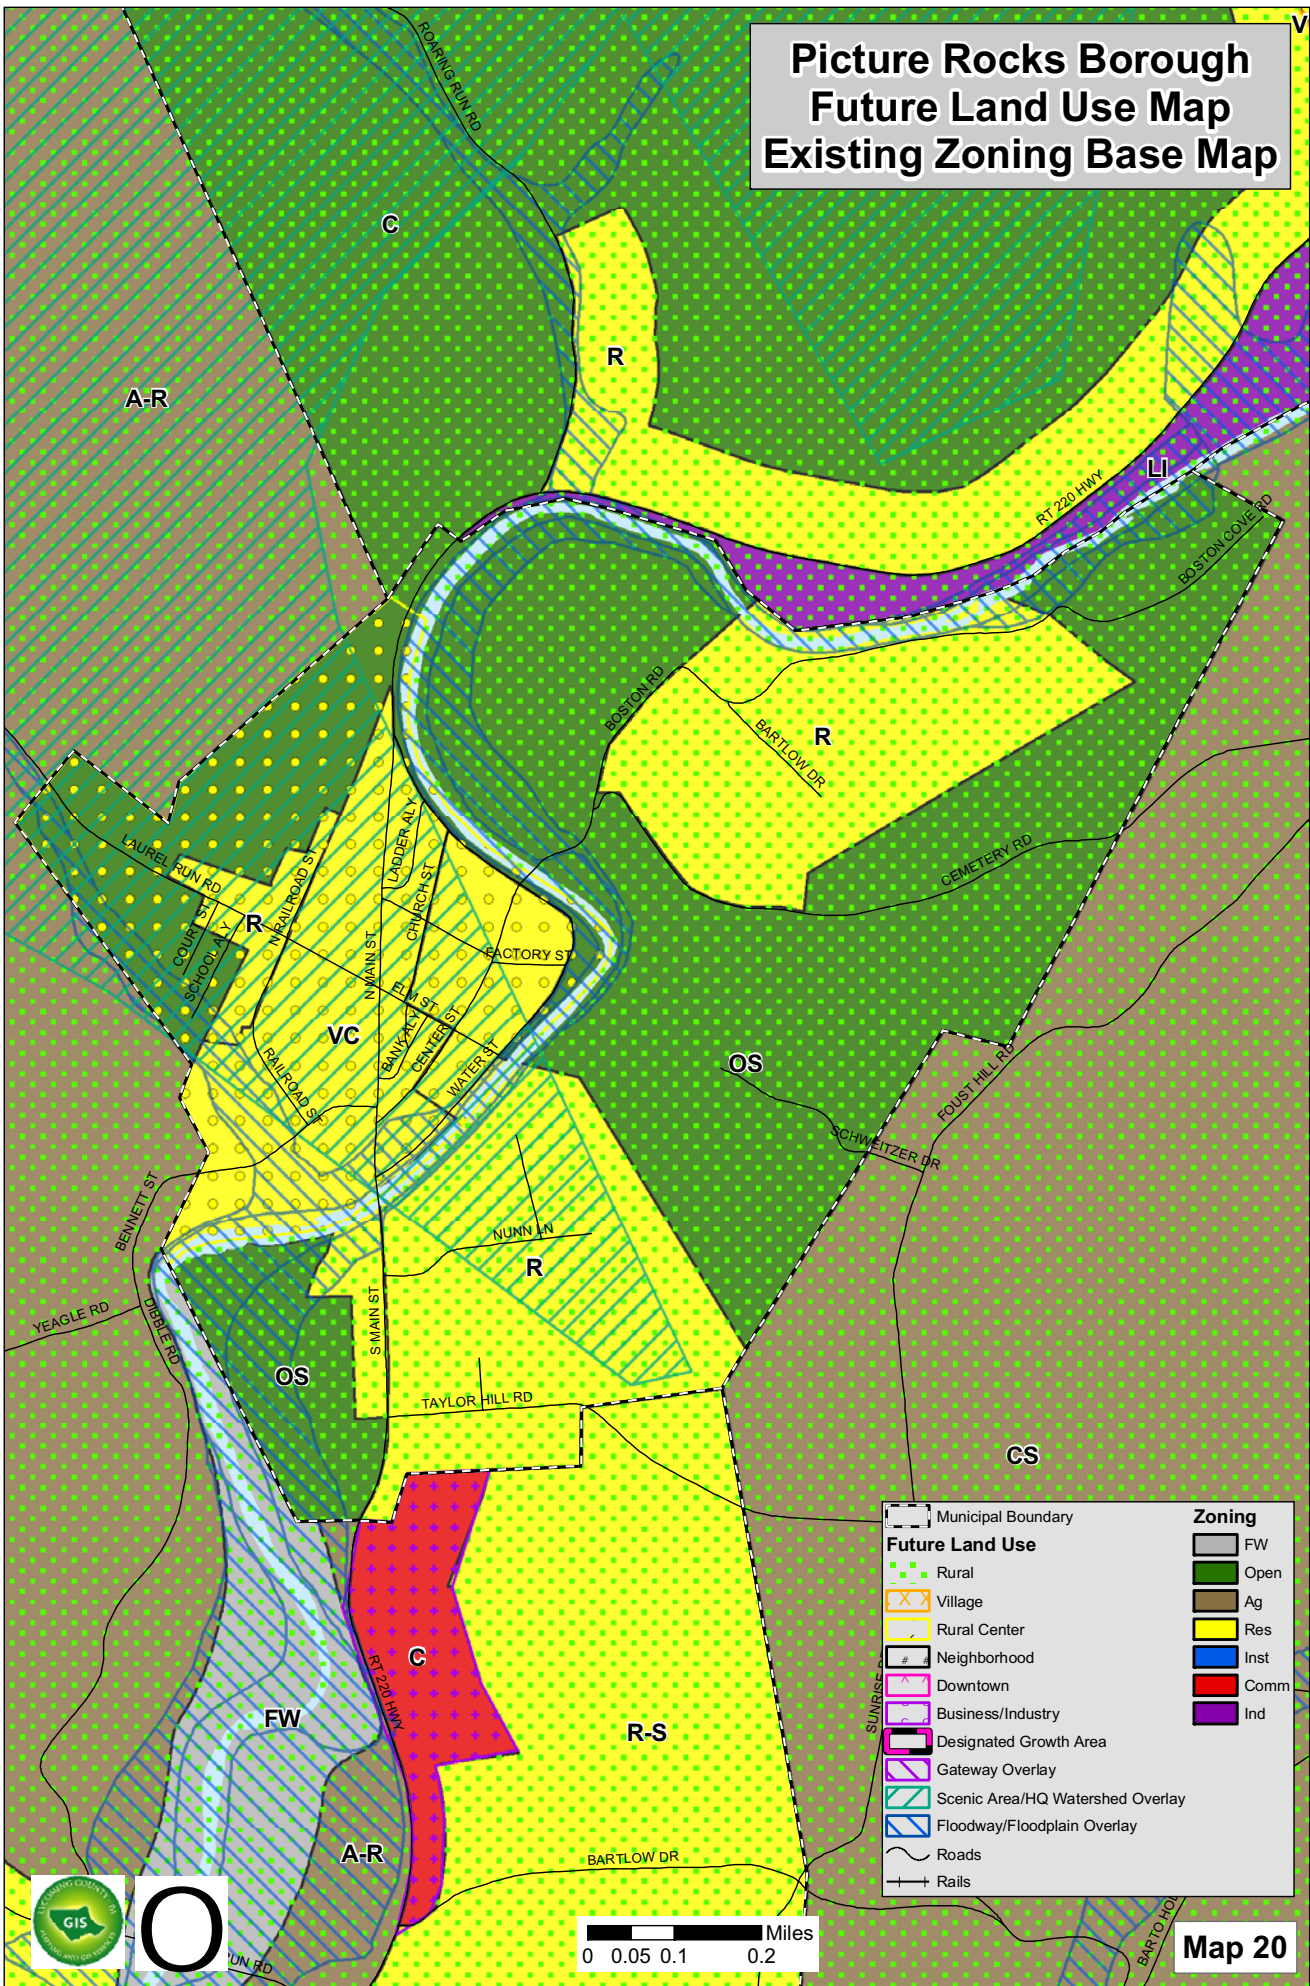 Picture Rocks Borough
Future Land Use Map
Existing Zoning Base Map
V
ROARING RUN RD
C
R
A-R
LI
RT 220 HWY
BOSTON COVE RD
BOSTON RD
BARTLOW DR
R
LADDER ALY
CHURCH ST
CEMETERY RD
LAUREL RUN RD
N RAILROAD ST
COURT ST
SCHOOL ALY
R
N MAIN ST
FACTORY ST
ELM ST
VC
BANK ALY
CENTER ST
WATER ST
RAILROAD ST
OS
FOUST HILL RD
SCHWEITZER DR
BENNETT ST
NUNN LN
R
YEAGLE RD
DIBBLE RD
S MAIN ST
OS
TAYLOR HILL RD
CS
C
RT 220 HWY
FW
R-S
A-R
BARTLOW DR
SUNRISE
BARTO
RUN RD
Municipal Boundary
Future Land Use
Rural
Village
Rural Center
Neighborhood
Downtown
Business/Industry
Designated Growth Area
Gateway Overlay
Scenic Area/HQ Watershed Overlay
Floodway/Floodplain Overlay
Roads
Rails
Zoning
FW
Open
Ag
Res
Inst
Comm
Ind
GIS
O
Miles
0 0.05 0.1 0.2
Map 20